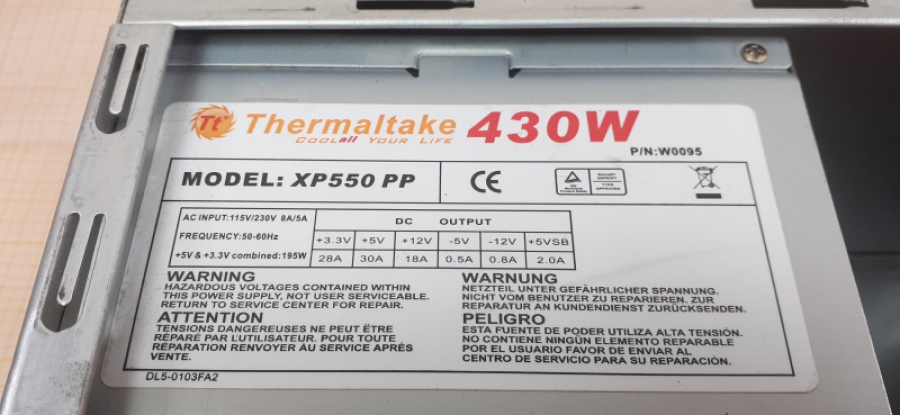 Tt Thermaltake 430W
COOL all YOUR LIFE
P/N:W0095
MODEL: XP550 PP
CE
AC INPUT:115V/230V 8A/5A
FREQUENCY:50-60Hz
+5V & +3.3V combined:195W
DC OUTPUT
+3.3V +5V +12V -5V -12V +5VSB
28A 30A 18A 0.5A 0.8A 2.0A
WARNING
HAZARDOUS VOLTAGES CONTAINED WITHIN
THIS POWER SUPPLY, NOT USER SERVICEABLE.
RETURN TO SERVICE CENTER FOR REPAIR.
ATTENTION
TENSIONS DANGEREUSES NE PEUT ËTRE
RÉPARÉ PAR L'UTILISATEUR. POUR TOUTE
RÉPARATION RENVOYER AU SERVICE APRÈS
VENTE.
WARNUNG
NETZTEIL UNTER GEFÄHRLICHER SPANNUNG.
NICHT VOM BENUTZER ZU REPARIEREN. ZUR
REPARATUR AN KUNDENDIENST ZURÜCKSENDEN.
PELIGRO
ESTA FUENTE DE PODER UTILIZA ALTA TENSIÓN.
NO CONTIENE NINGÚN ELEMENTO REPARABLE
POR EL USUARIO FAVOR DE ENVIAR AL
CENTRO DE SERVICIO PARA SU REPARACIÓN.
DL5-0103FA2